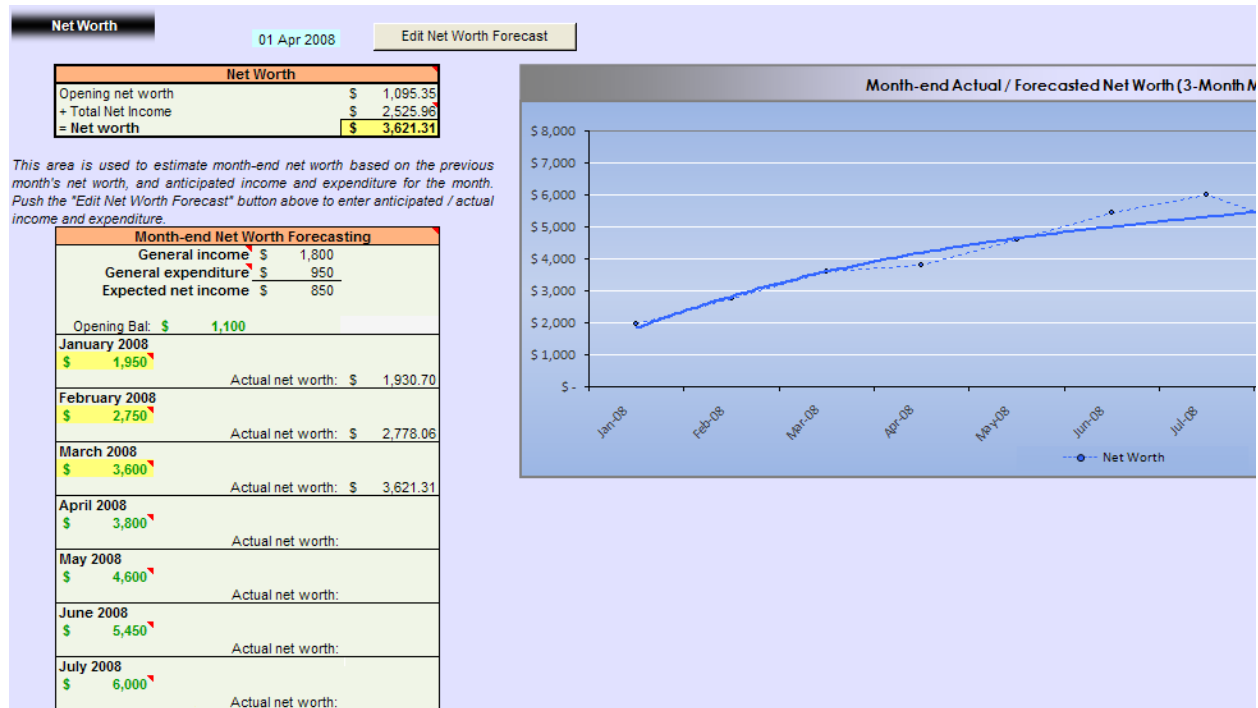 Net Worth
01 Apr 2008
Edit Net Worth Forecast
Net Worth
Opening net worth $ 1,095.35
+ Total Net Income $ 2,525.96
= Net worth $ 3,621.31
This area is used to estimate month-end net worth based on the previous
month's net worth, and anticipated income and expenditure for the month.
Push the "Edit Net Worth Forecast" button above to enter anticipated / actual
income and expenditure.
Month-end Net Worth Forecasting
General income $ 1,800
General expenditure $ 950
Expected net income $ 850
Opening Bal: $ 1,100
January 2008
$ 1,950
Actual net worth: $ 1,930.70
February 2008
$ 2,750
Actual net worth: $ 2,778.06
March 2008
$ 3,600
Actual net worth: $ 3,621.31
April 2008
$ 3,800
Actual net worth:
May 2008
$ 4,600
Actual net worth:
June 2008
$ 5,450
Actual net worth:
July 2008
$ 6,000
Actual net worth:
Month-end Actual / Forecasted Net Worth (3-Month M
$ 8,000
$ 7,000
$ 6,000
$ 5,000
$ 4,000
$ 3,000
$ 2,000
$ 1,000
$ -
Jan-08
Feb-08
Mar-08
Apr-08
May-08
Jun-08
Jul-08
Net Worth